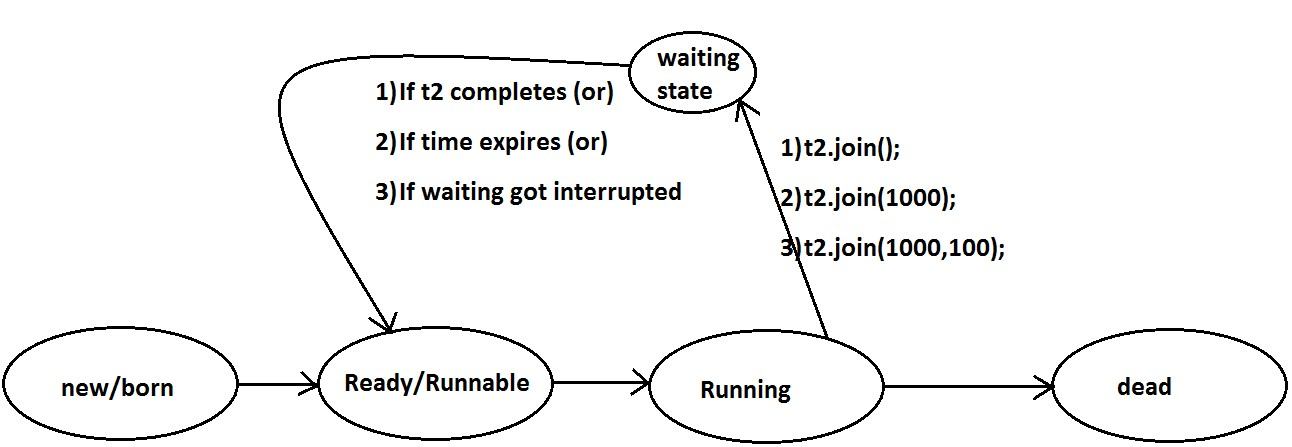 waiting
state
1)If t2 completes (or)
2)If time expires (or)
3)If waiting got interrupted
1)t2.join();
2)t2.join(1000);
3)t2.join(1000,100);
new/born
Ready/Runnable
Running
dead